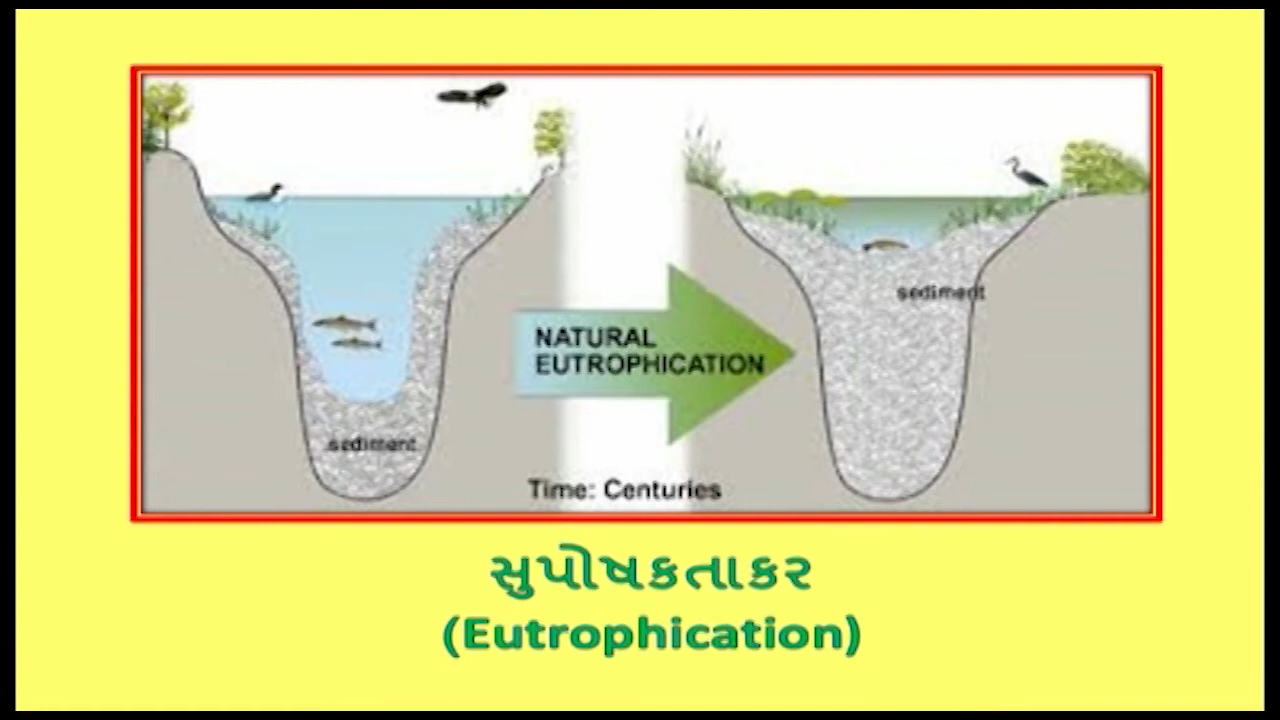 NATURAL
EUTROPHICATION
sediment
sediment
Time: Centuries
સુપોષકતાકર
(Eutrophication)